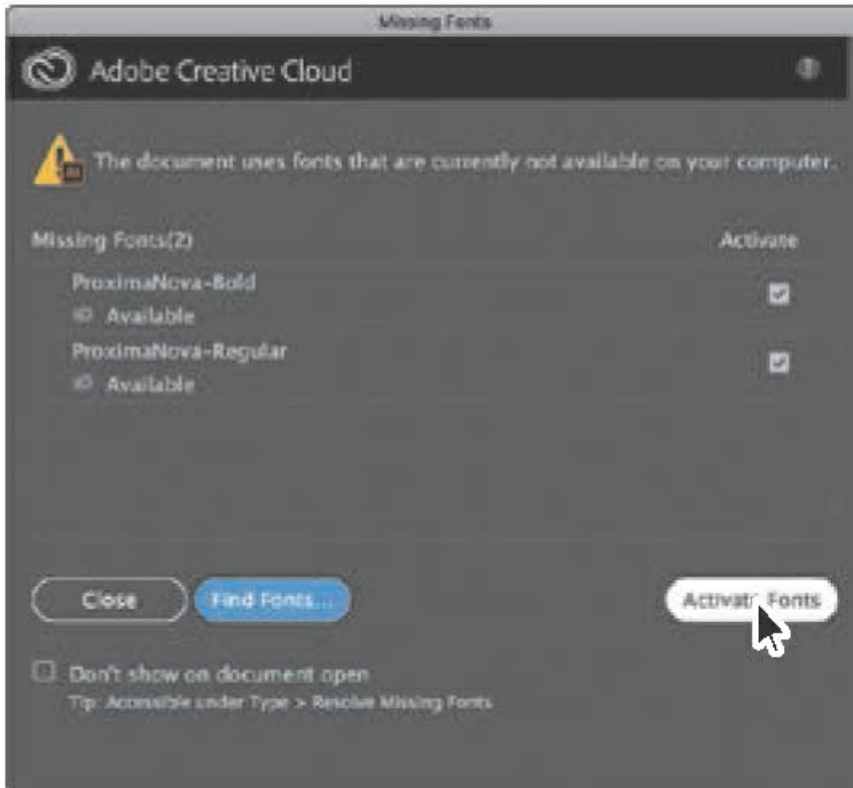 Missing Fonts
Adobe Creative Cloud
The document uses fonts that are currently not available on your computer.
Missing Fonts(2) Activate
ProximaNova-Bold
Available
ProximaNova-Regular
Available
Close Find Fonts... Activate Fonts
Don't show on document open
Tip: Accessible under Type > Resolve Missing Fonts